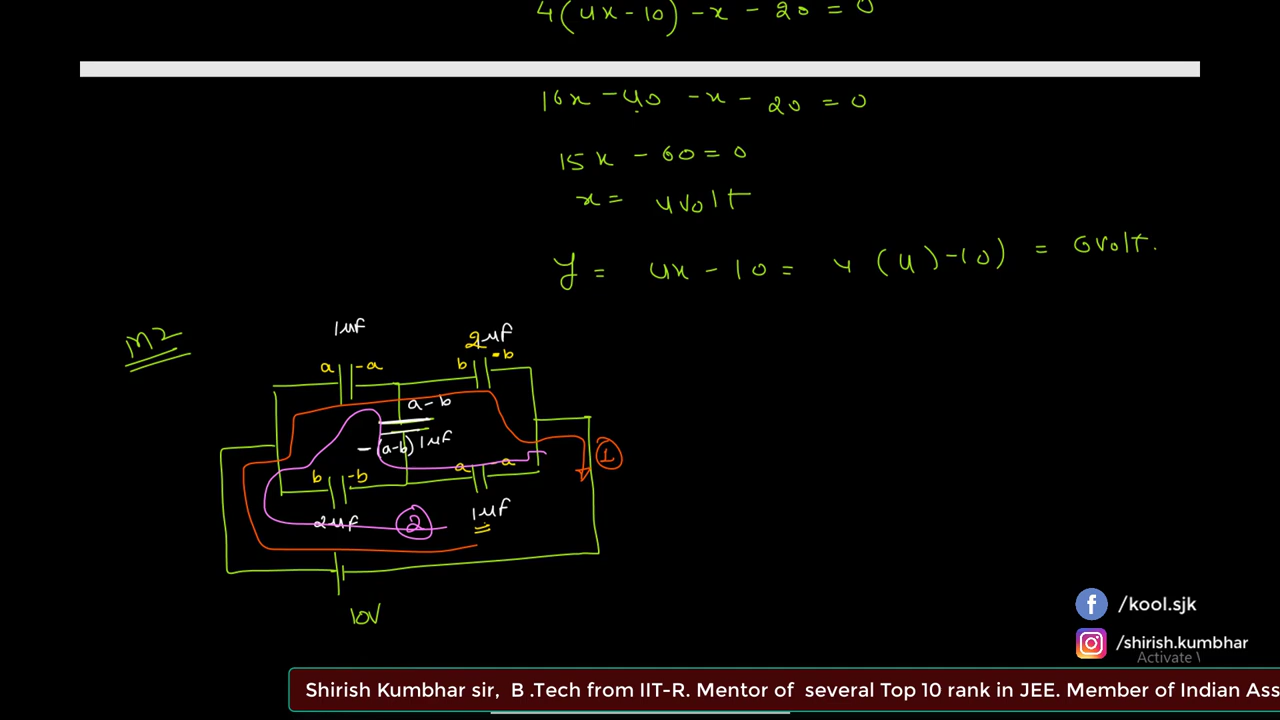 4(4x-10) -x - 20 = 0
16x - 40 - x - 20 = 0
15x - 60 = 0
x = 4volt
y = 4x - 10 = 4(4)-10) = 6volt.
M2
1μf
2μf
a -a
b -b
a-b
-(a-b) 1μf
1
b -b
a -a
2μf
2
1μf
10V
/kool.sjk
/shirish.kumbhar
Activate \
Shirish Kumbhar sir, B .Tech from IIT-R. Mentor of several Top 10 rank in JEE. Member of Indian Ass